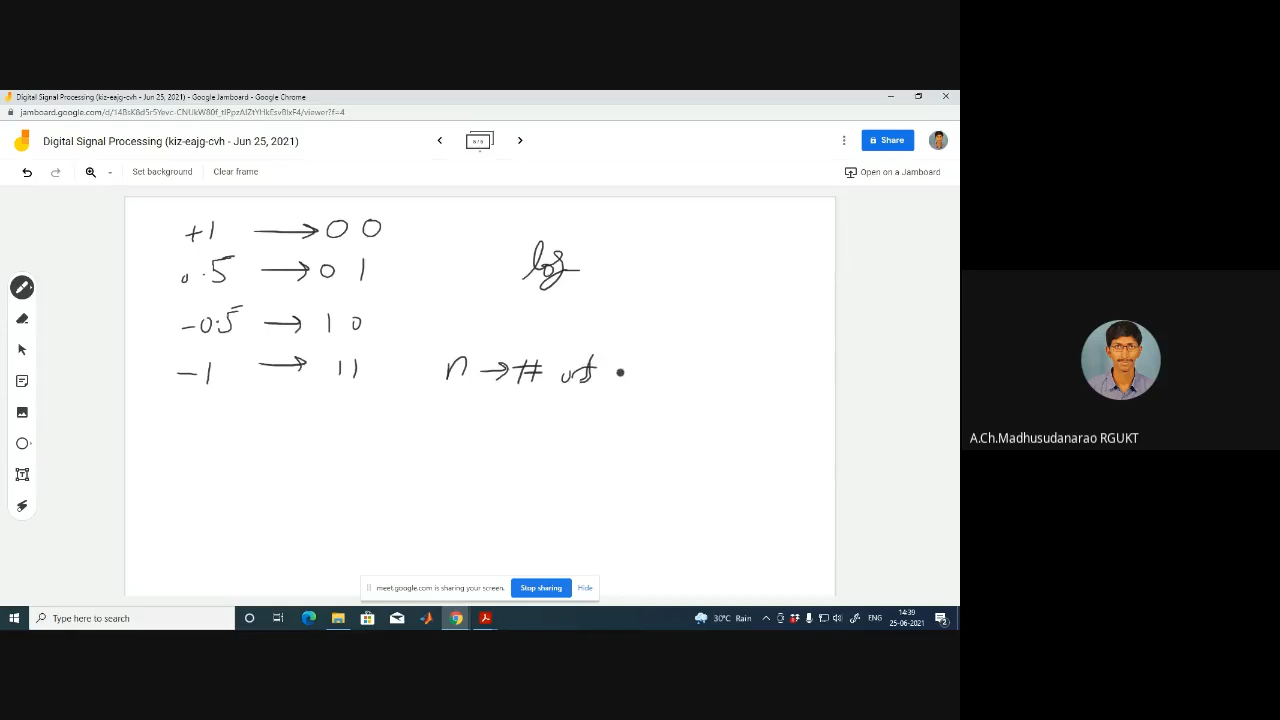 Digital Signal Processing (kiz-eajg-cvh - Jun 25, 2021) - Google Jamboard - Google Chrome
Digital Signal Processing (kiz-eajg-cvh - Jun 25, 2021)
Share
Set background
Clear frame
Open on a Jamboard
+1 → 0 0
0.5 → 0 1
-0.5 → 1 0
-1 → 11
log
n → # of
A.Ch.Madhusudanarao RGUKT
meet.google.com is sharing your screen.
Stop sharing
Hide
Type here to search
30°C Rain
ENG
14:39
25-06-2021